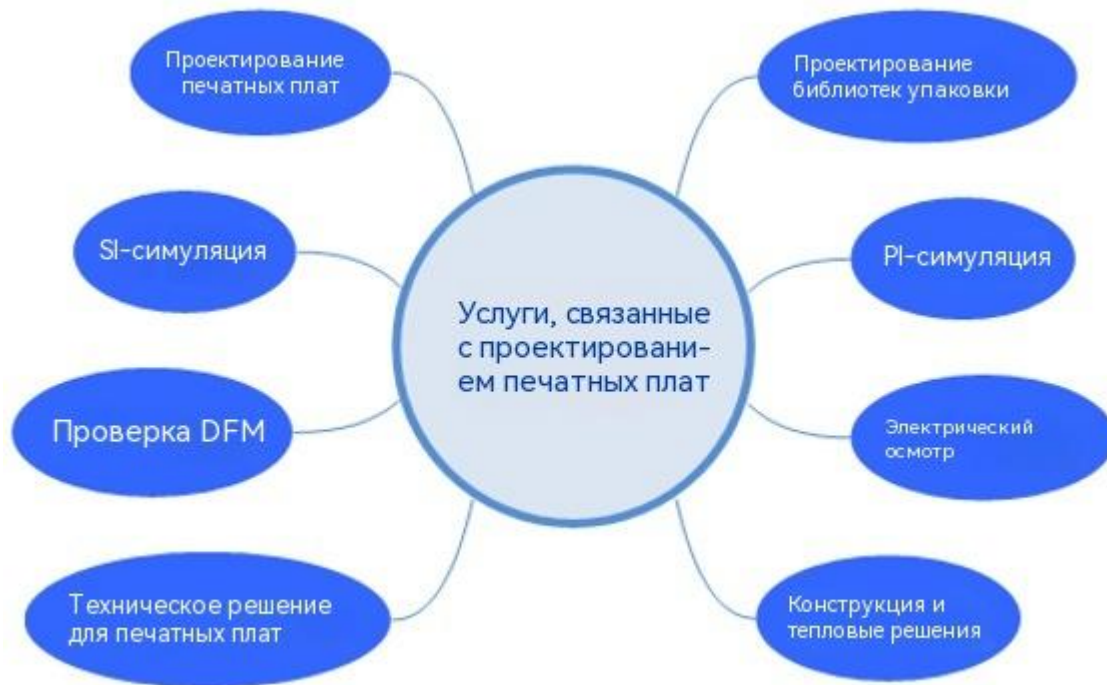 Проектирование
печатных плат
Проектирование
библиотек упаковки
SI-симуляция
PI-симуляция
Услуги, связанные
с проектировани-
ем печатных плат
Проверка DFM
Электрический
осмотр
Техническое решение
для печатных плат
Конструкция и
тепловые решения